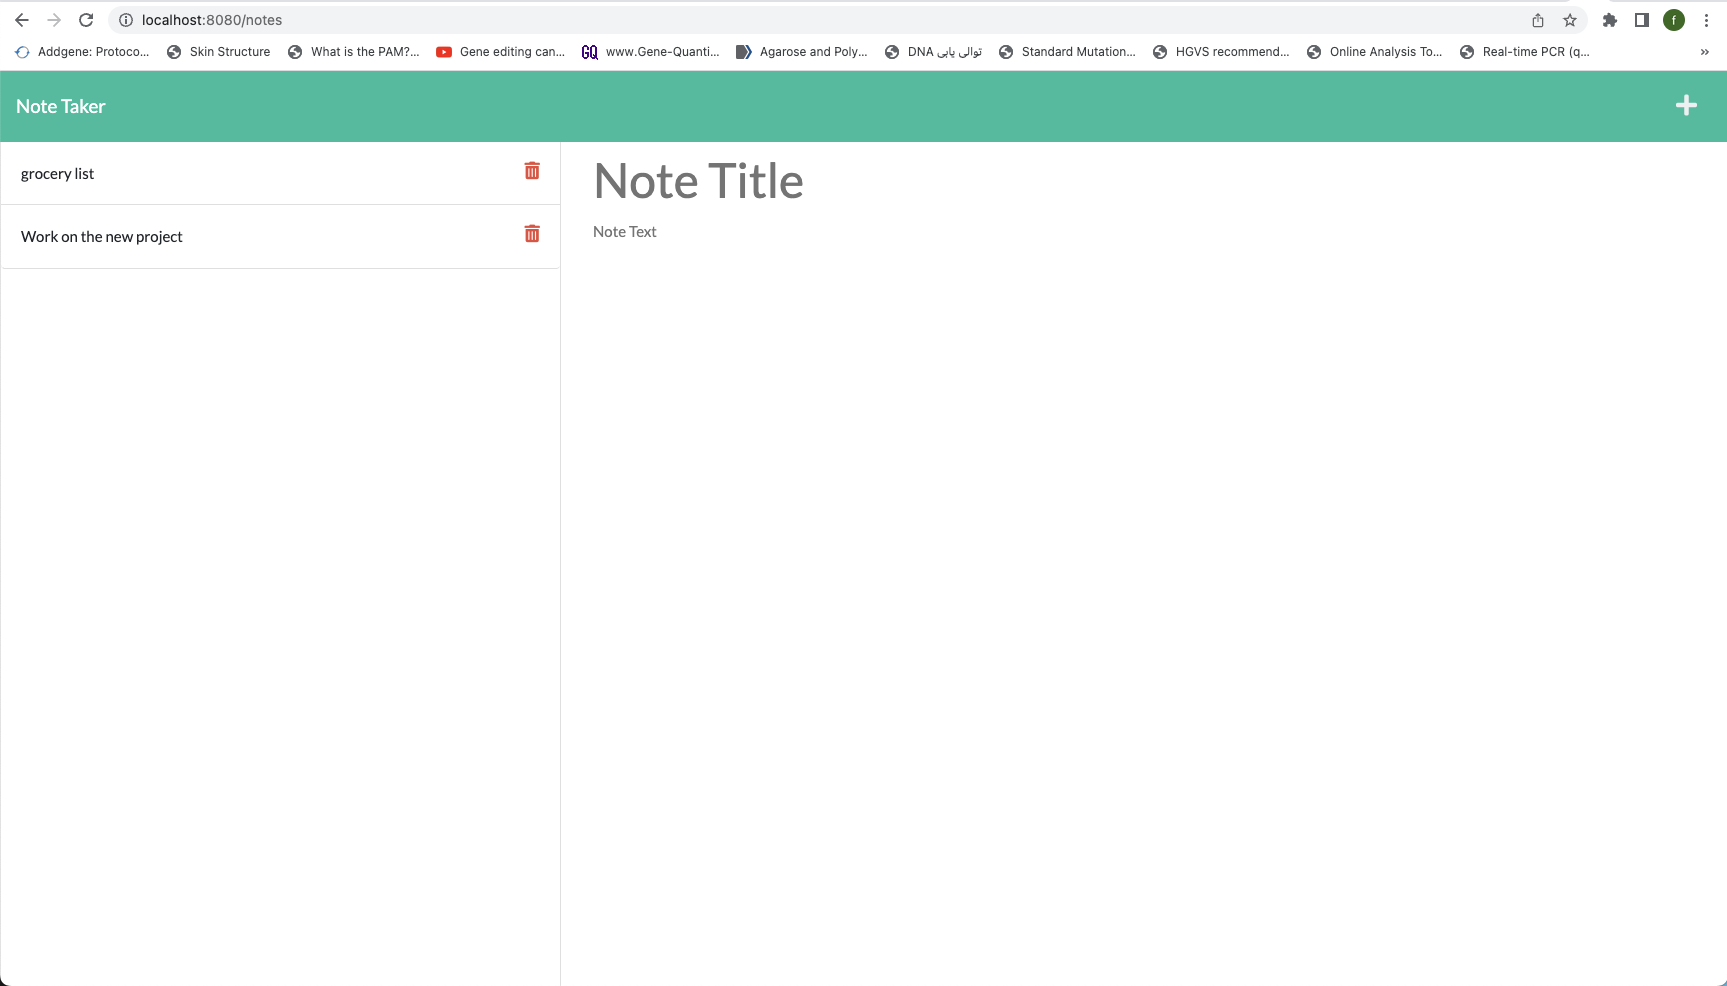 localhost:8080/notes
f
Addgene: Protoco... Skin Structure What is the PAM?... Gene editing can... GQ www.Gene-Quanti... Agarose and Poly... DNA توالی یابی Standard Mutation... HGVS recommend... Online Analysis To... Real-time PCR (q... »
Note Taker
grocery list
Work on the new project
Note Title
Note Text